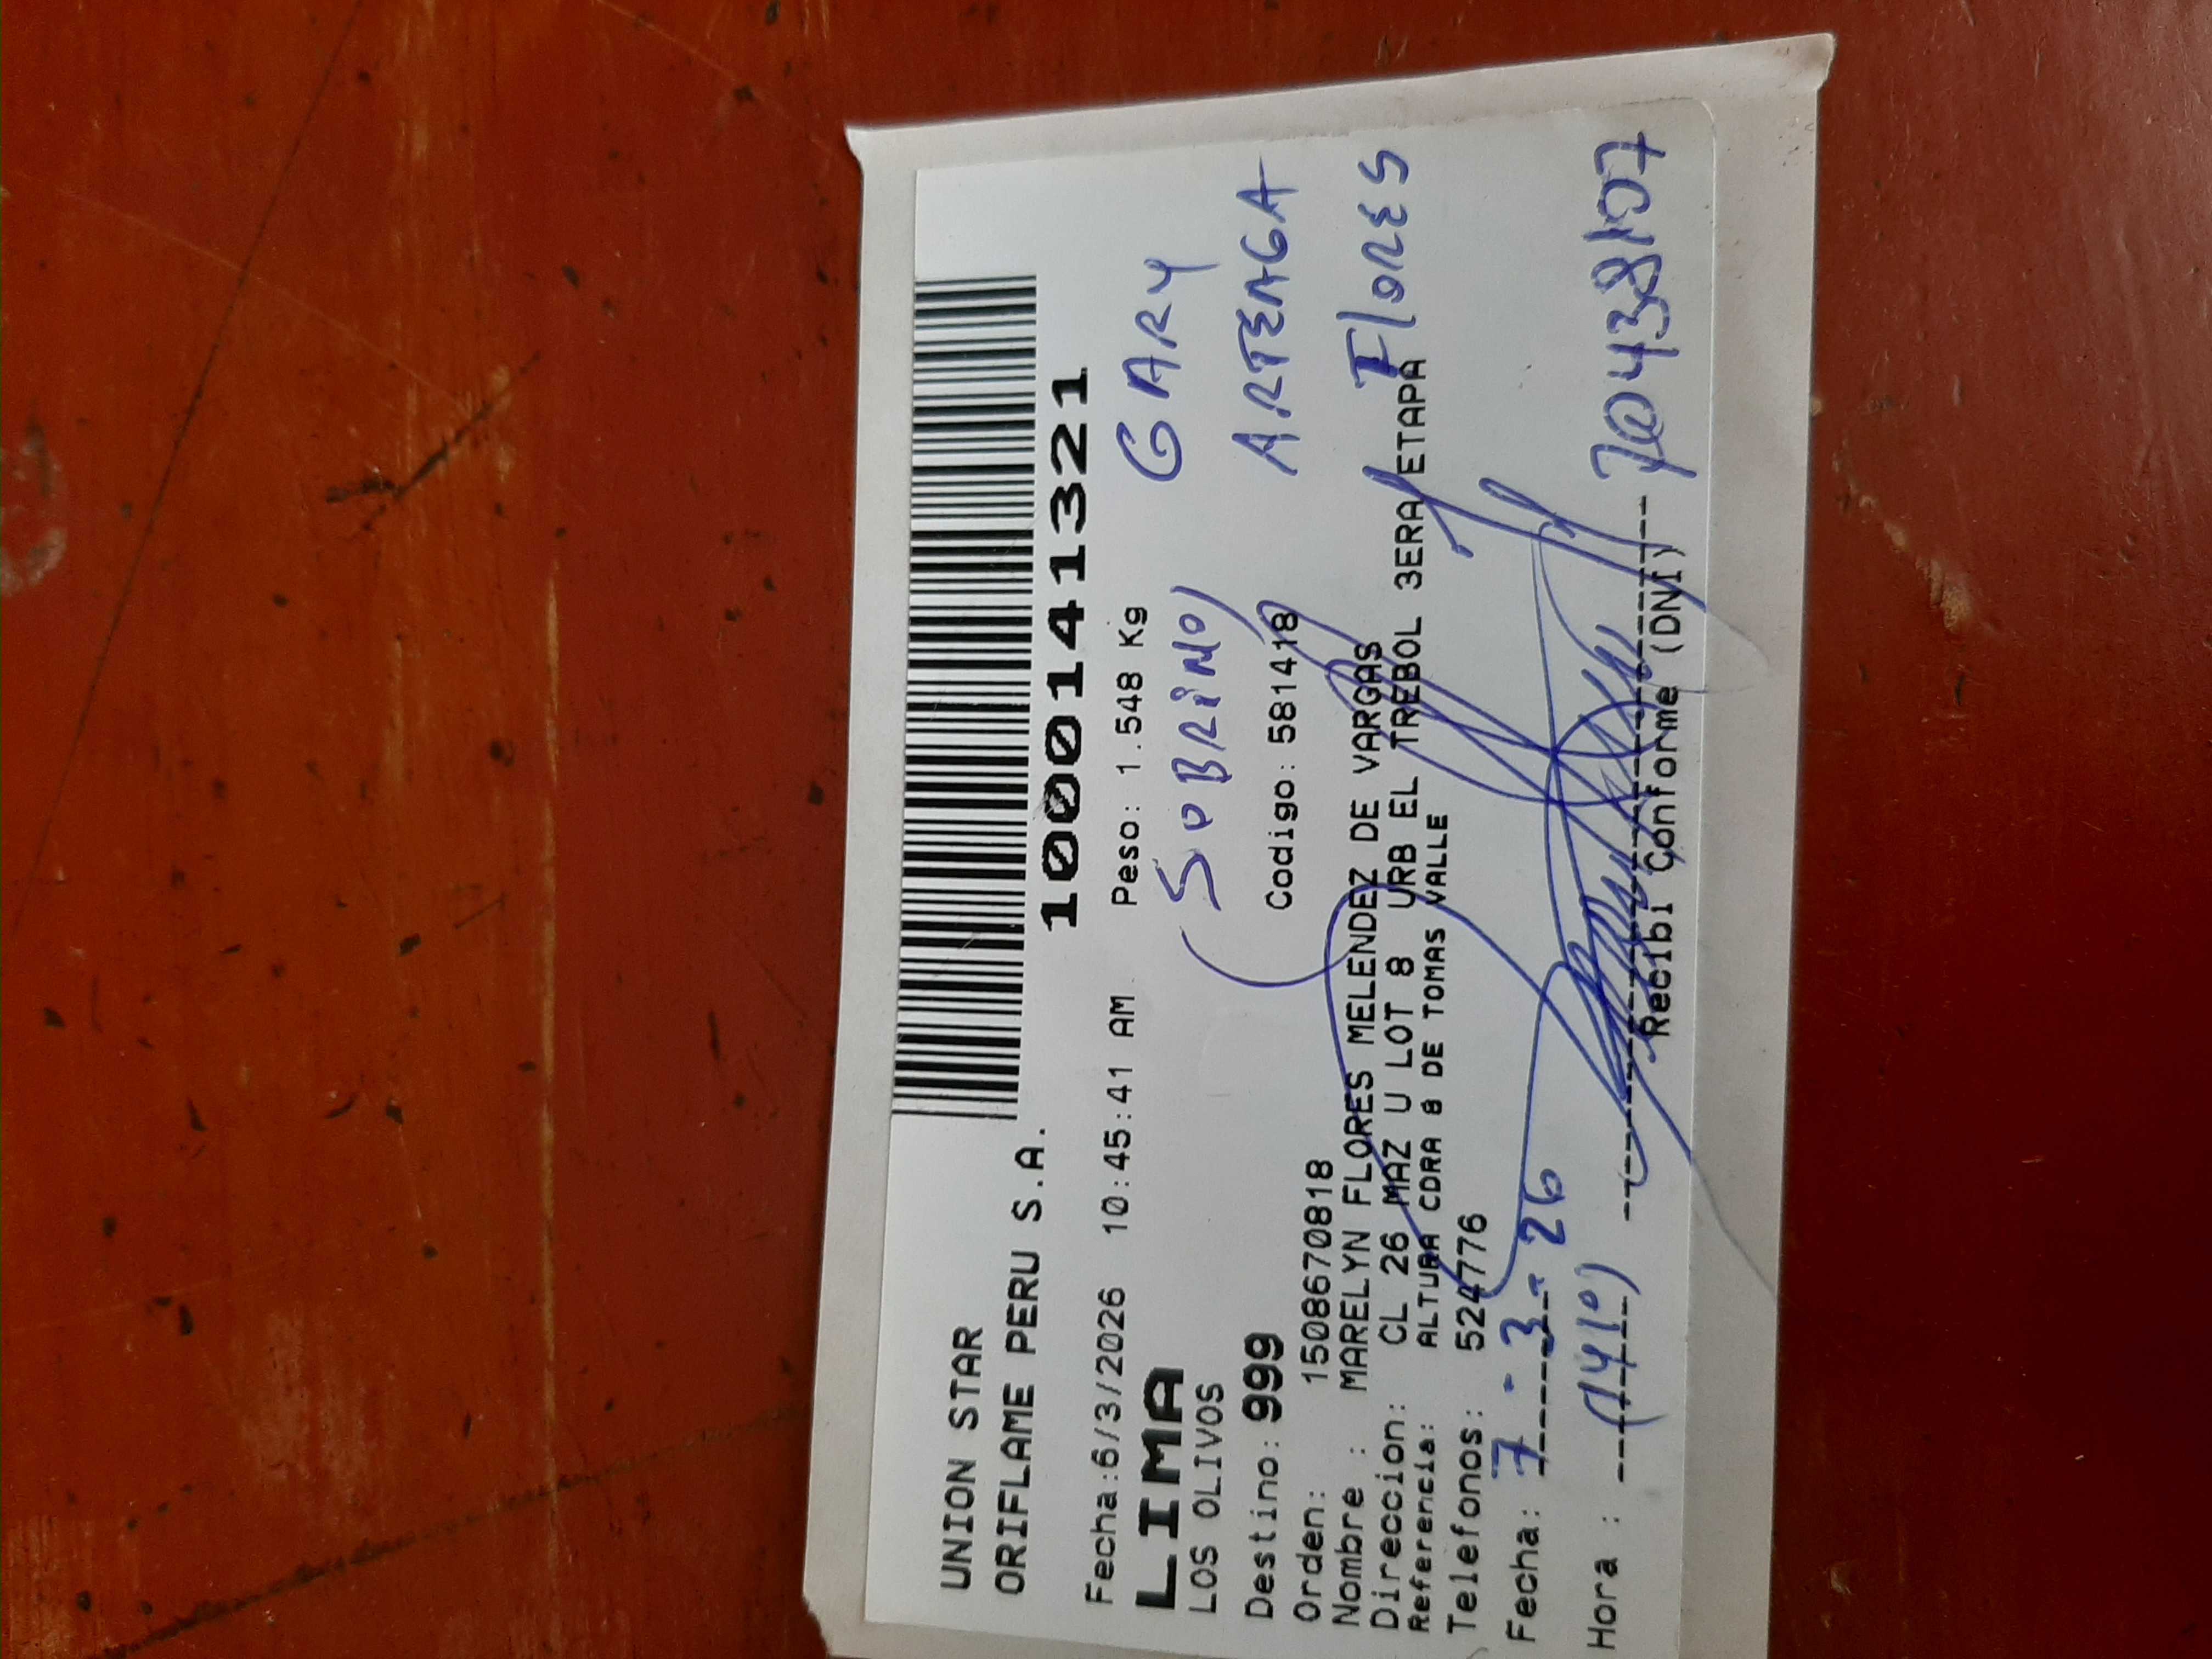 UNION STAR
ORIFLAME PERU S.A.
1000141321
Fecha:6/3/2026 10:45:41 AM Peso: 1.548 Kg
GARY
LIMA
LOS OLIVOS
(SOBRINO)
ARTEAGA
Destino: 999 Codigo: 581418
Flores
Orden: 15086670818
Nombre : MARELYN FLORES MELENDEZ DE VARGAS
Direccion: CL 26 MAZ U LOT 8 URB EL TREBOL 3ERA ETAPA
Referencia: ALTURA CDRA 8 DE TOMAS VALLE
Telefonos: 524776
Fecha: 7-3-26
Hora : (1410) 70438107
Recibi Conforme (DNI)